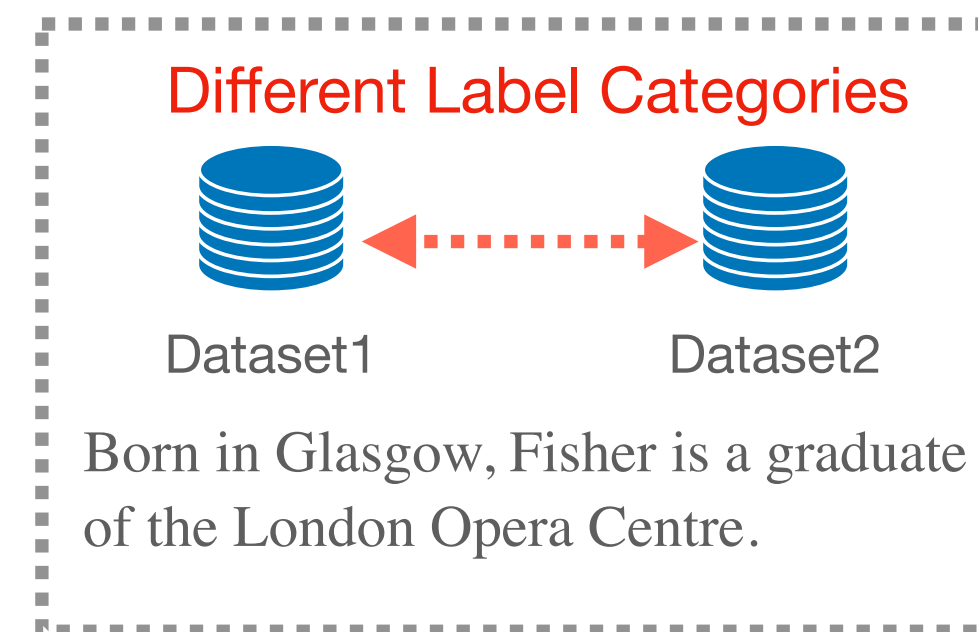 Different Label Categories
Dataset1 Dataset2
Born in Glasgow, Fisher is a graduate
of the London Opera Centre.